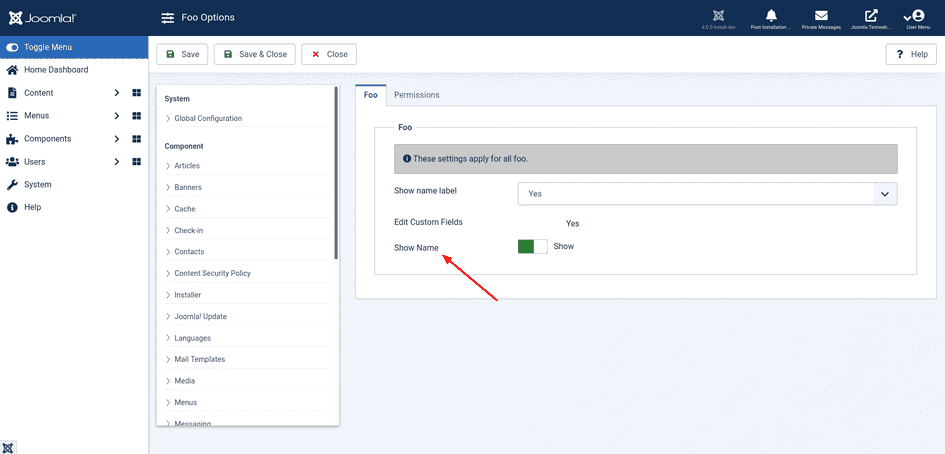 Joomla!
Foo Options
4.0.0-beta8-dev
Post Installation ...
Private Messages
Joomla Testweb...
User Menu
Toggle Menu
Save
Save & Close
Close
Help
Home Dashboard
Content
Menus
Components
Users
System
Help
System
Global Configuration
Component
Articles
Banners
Cache
Check-in
Contacts
Content Security Policy
Installer
Joomla! Update
Languages
Mail Templates
Media
Menus
Messaging
Foo
Permissions
Foo
These settings apply for all foo.
Show name label
Yes
Edit Custom Fields
Yes
Show Name
Show